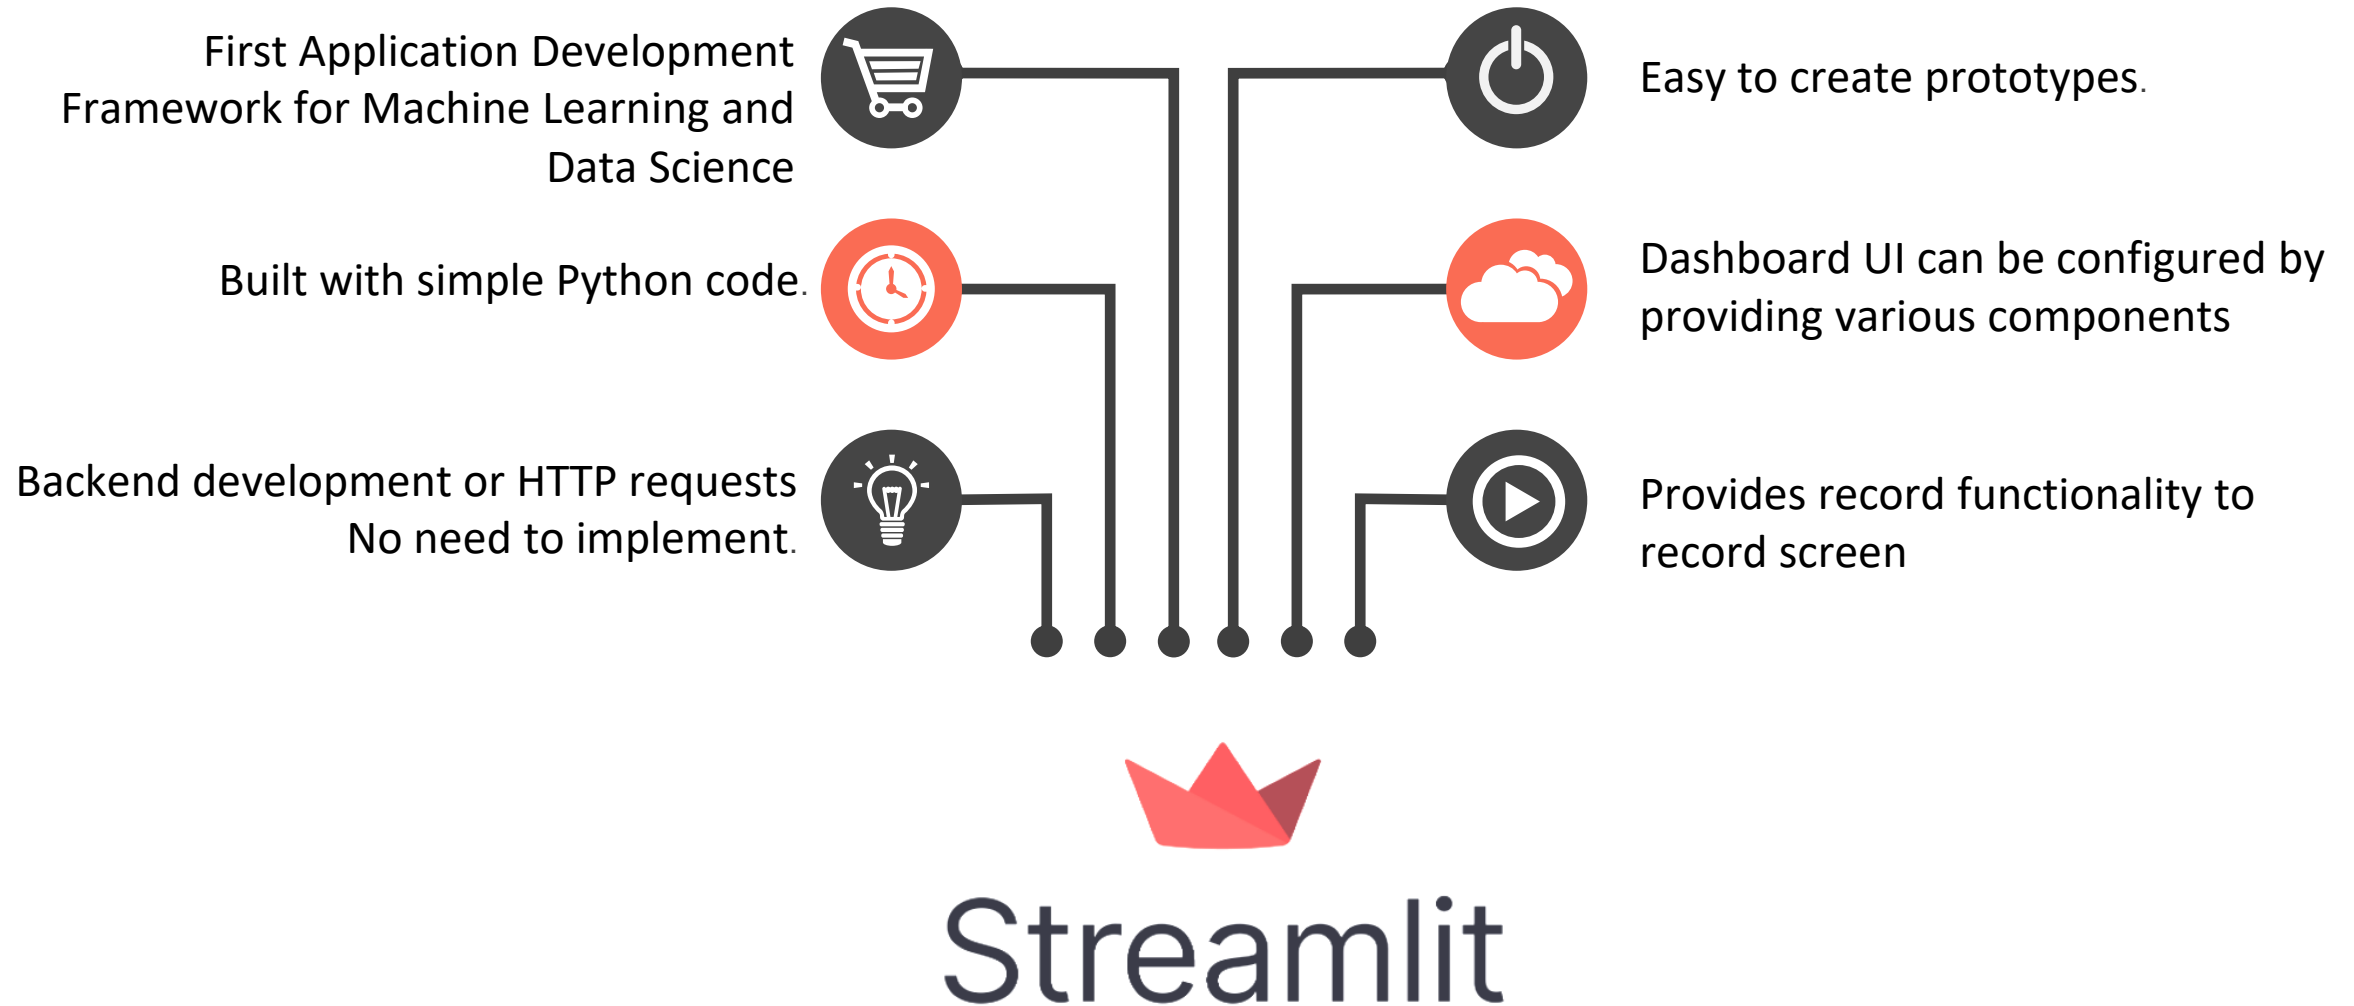 First Application Development
Framework for Machine Learning and
Data Science
Built with simple Python code.
Backend development or HTTP requests
No need to implement.
Easy to create prototypes.
Dashboard UI can be configured by
providing various components
Provides record functionality to
record screen
Streamlit